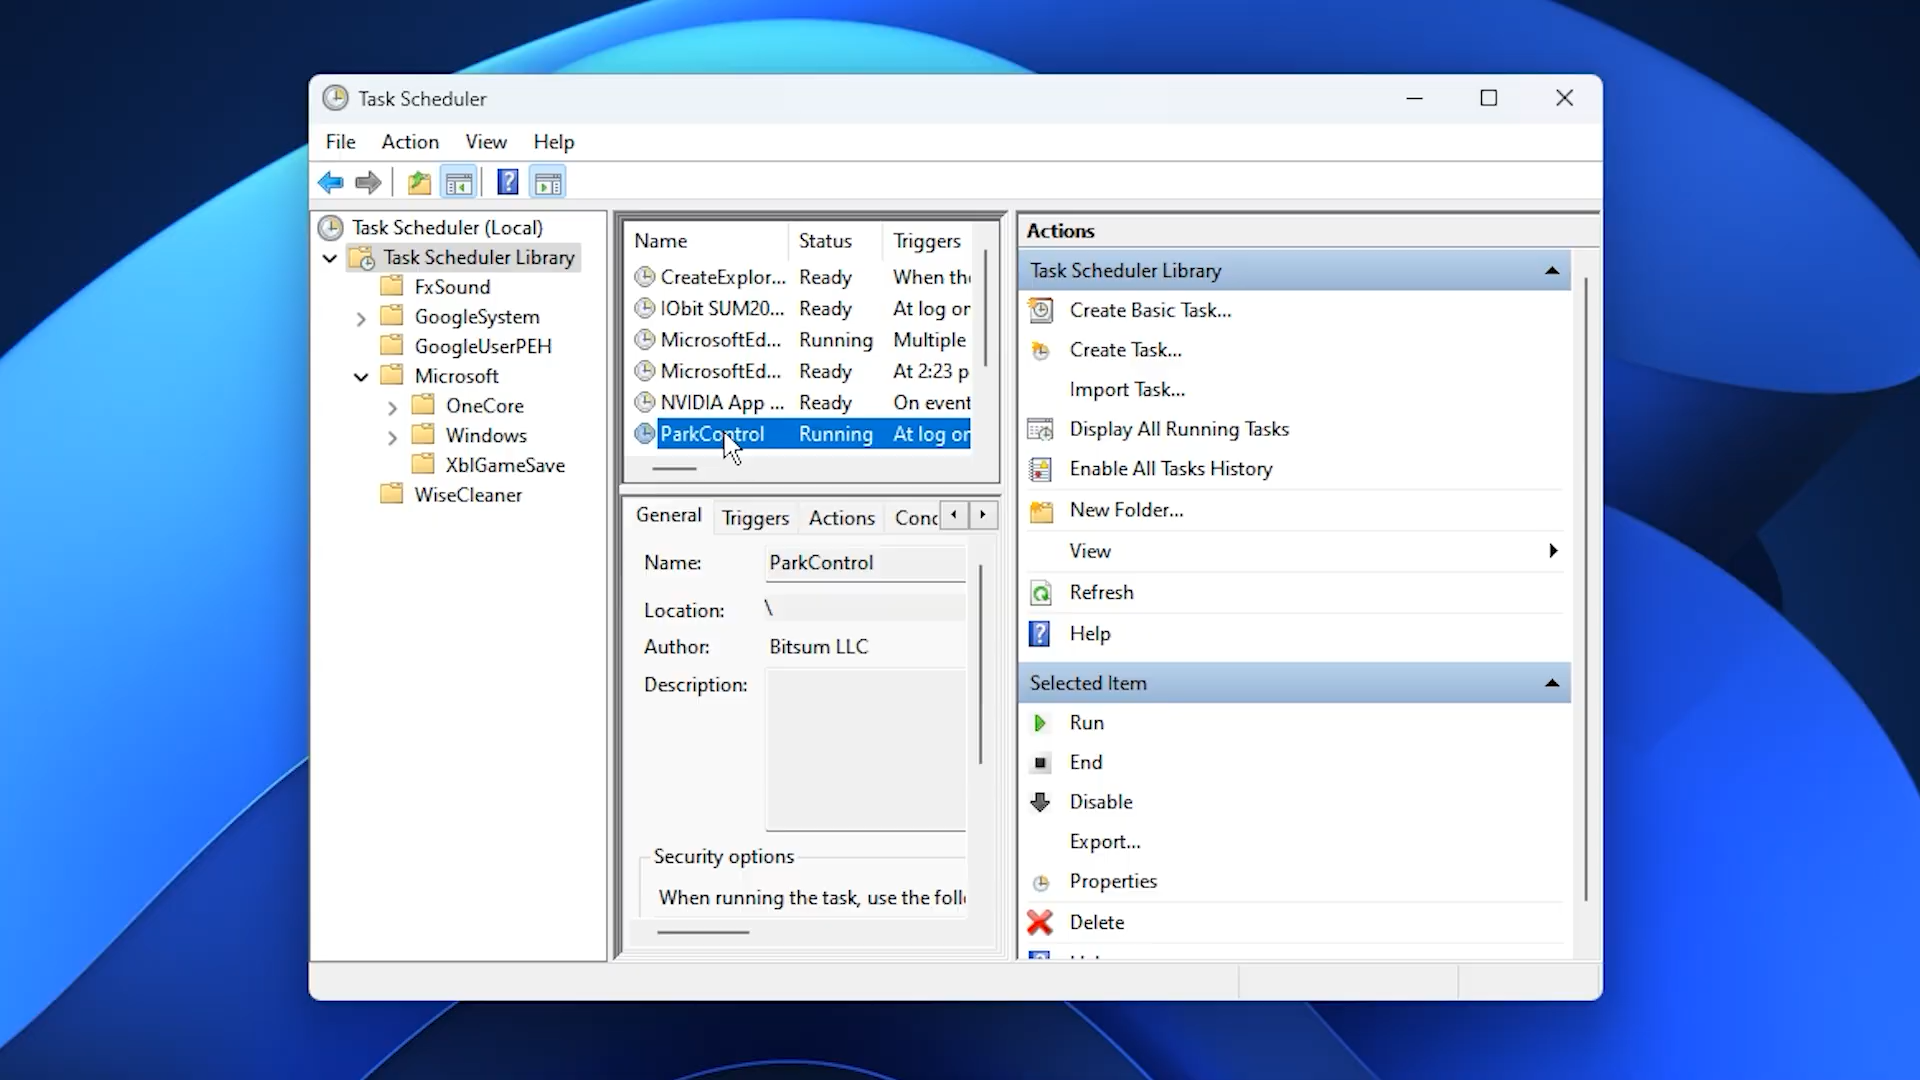 Task Scheduler
File Action View Help
Task Scheduler (Local)
Task Scheduler Library
FxSound
GoogleSystem
GoogleUserPEH
Microsoft
OneCore
Windows
XblGameSave
WiseCleaner
Name Status Triggers
CreateExplor... Ready When the
IObit SUM20... Ready At log on
MicrosoftEd... Running Multiple
MicrosoftEd... Ready At 2:23 p
NVIDIA App ... Ready On event
ParkControl Running At log on
General Triggers Actions Conc
Name: ParkControl
Location: \
Author: Bitsum LLC
Description:
Security options
When running the task, use the foll
Actions
Task Scheduler Library
Create Basic Task...
Create Task...
Import Task...
Display All Running Tasks
Enable All Tasks History
New Folder...
View
Refresh
Help
Selected Item
Run
End
Disable
Export...
Properties
Delete